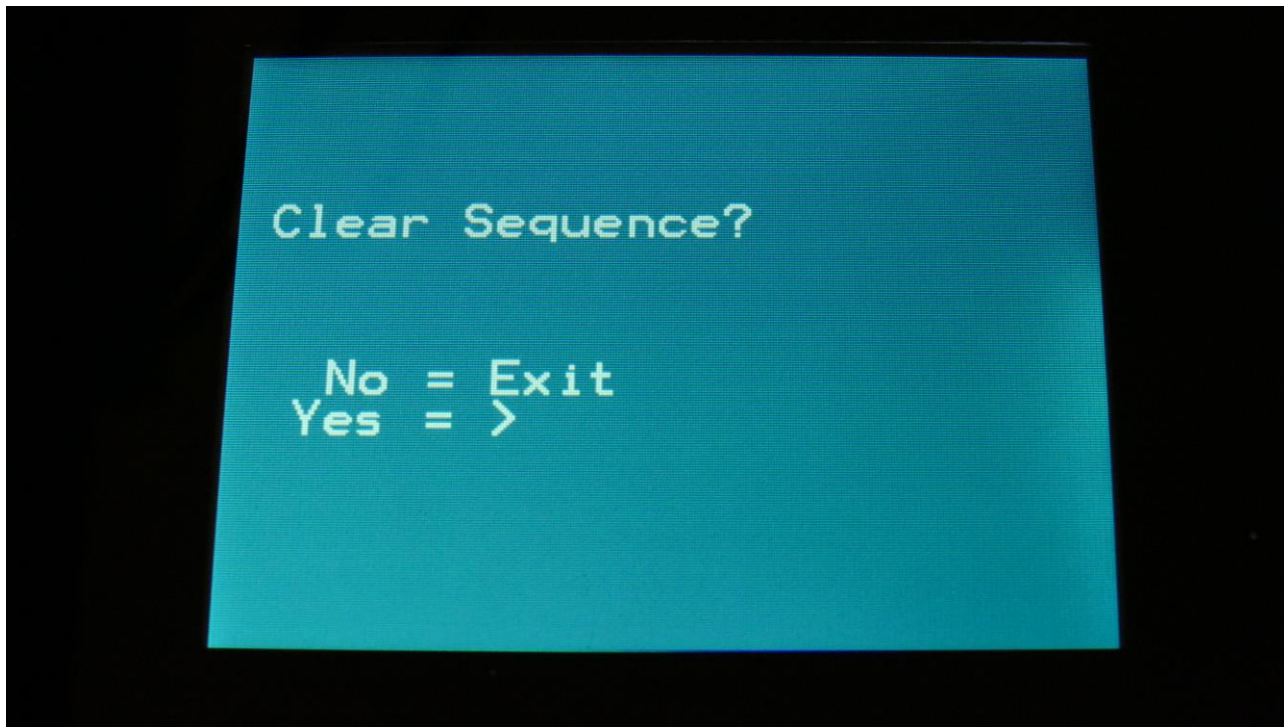 Clear Sequence?
No = Exit
Yes = >